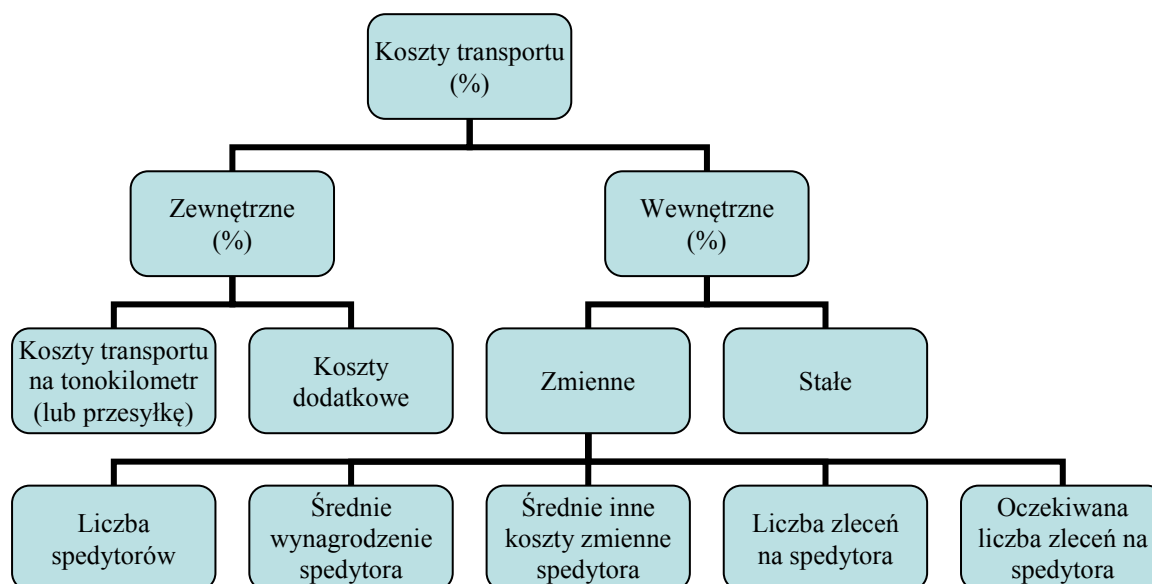 Koszty transportu
(%)
Zewnętrzne
(%)
Wewnętrzne
(%)
Koszty transportu
na tonokilometr
(lub przesyłkę)
Koszty
dodatkowe
Zmienne
Stałe
Liczba
spedytorów
Średnie
wynagrodzenie
spedytora
Średnie inne
koszty zmienne
spedytora
Liczba zleceń
na spedytora
Oczekiwana
liczba zleceń na
spedytora